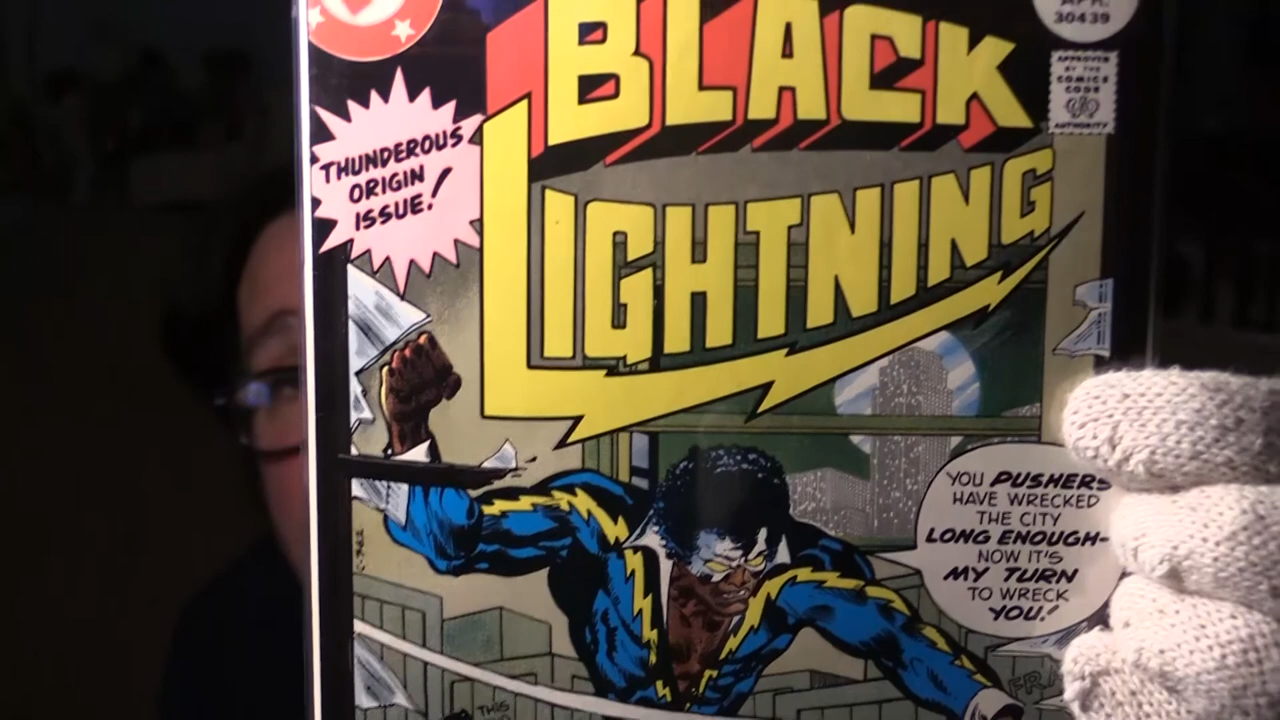 APR.
30439
BLACK
LIGHTNING
APPROVED
BY THE
COMICS
CODE
AUTHORITY
THUNDEROUS
ORIGIN
ISSUE!
YOU PUSHERS
HAVE WRECKED
THE CITY
LONG ENOUGH-
NOW IT'S
MY TURN
TO WRECK
YOU!
THIS